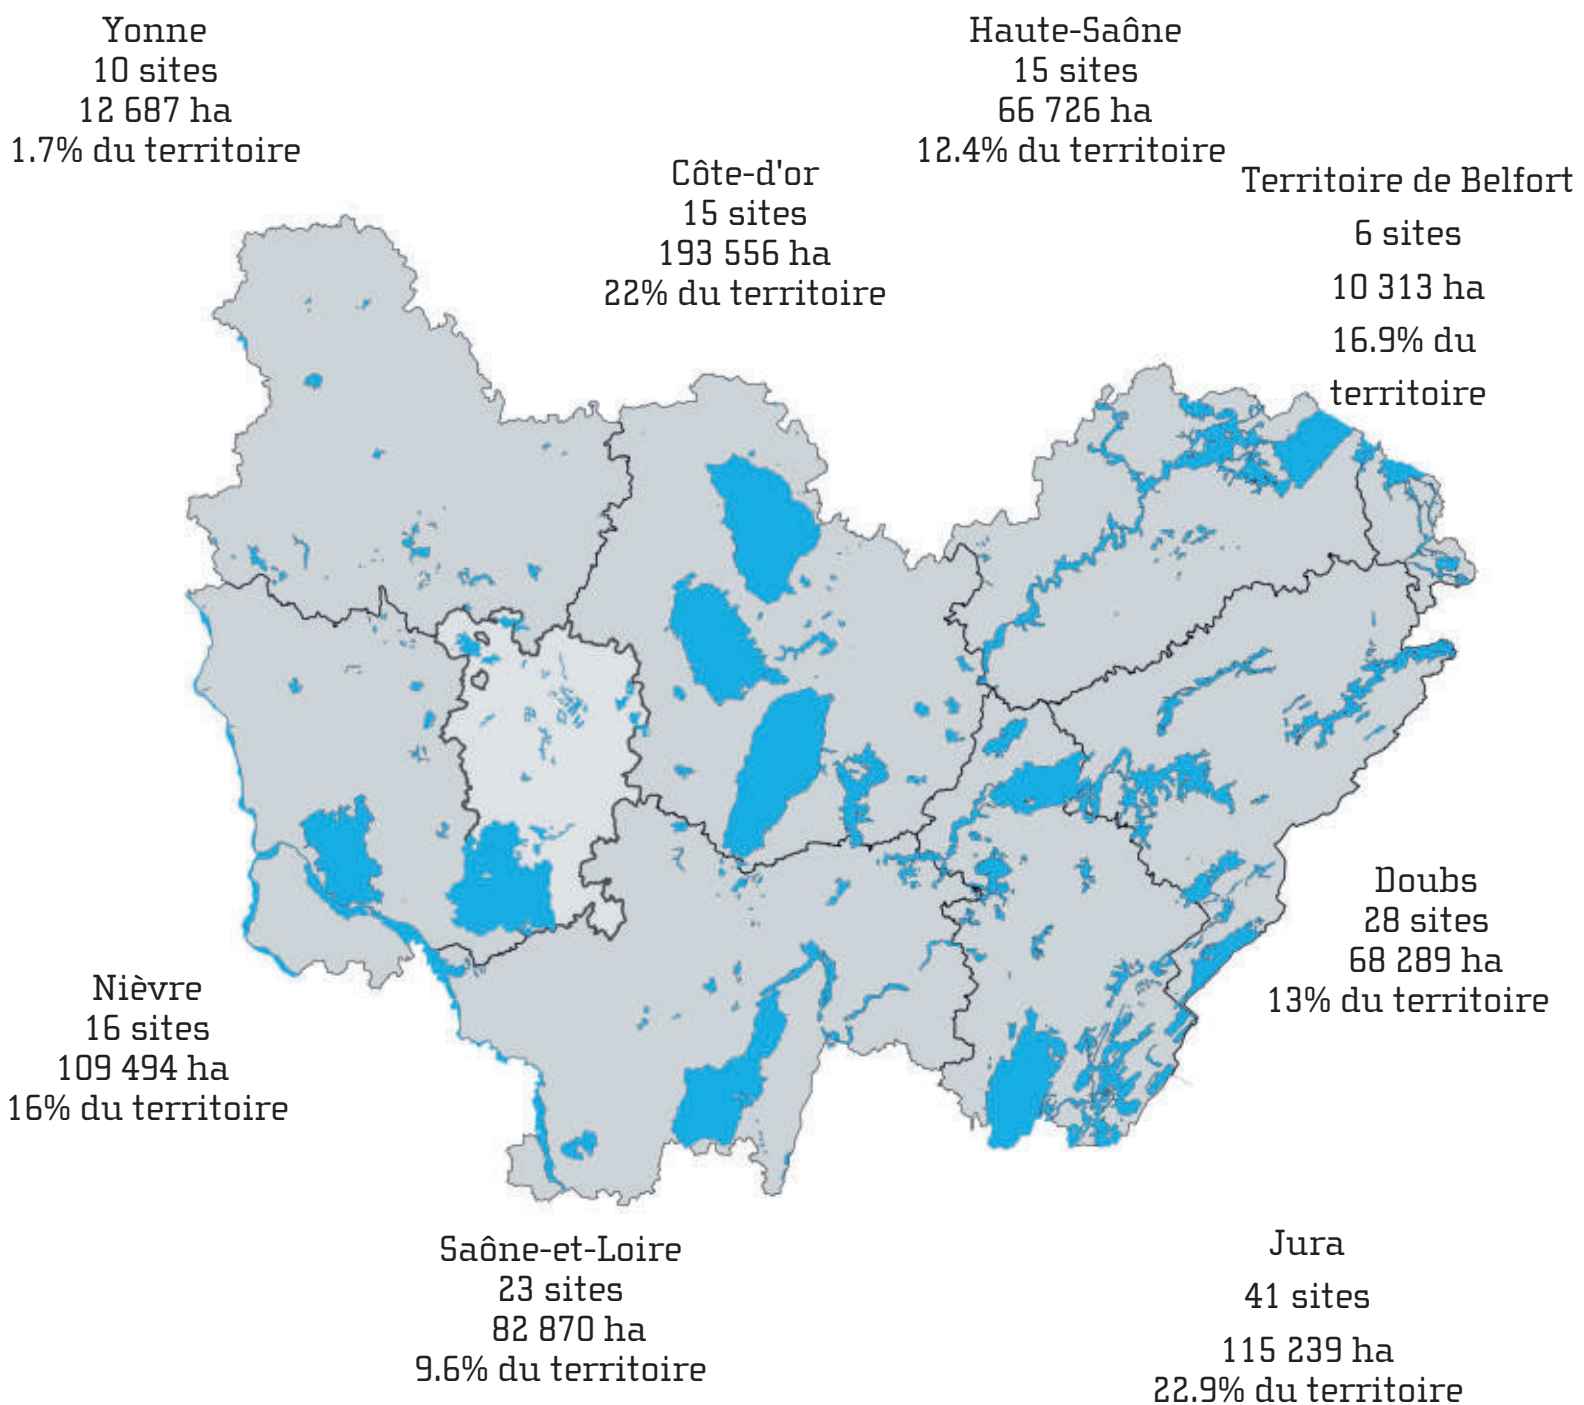 Yonne
10 sites
12 687 ha
1.7% du territoire
Haute-Saône
15 sites
66 726 ha
12.4% du territoire
Côte-d'or
15 sites
193 556 ha
22% du territoire
Territoire de Belfort
6 sites
10 313 ha
16.9% du
territoire
Doubs
28 sites
68 289 ha
13% du territoire
Nièvre
16 sites
109 494 ha
16% du territoire
Saône-et-Loire
23 sites
82 870 ha
9.6% du territoire
Jura
41 sites
115 239 ha
22.9% du territoire